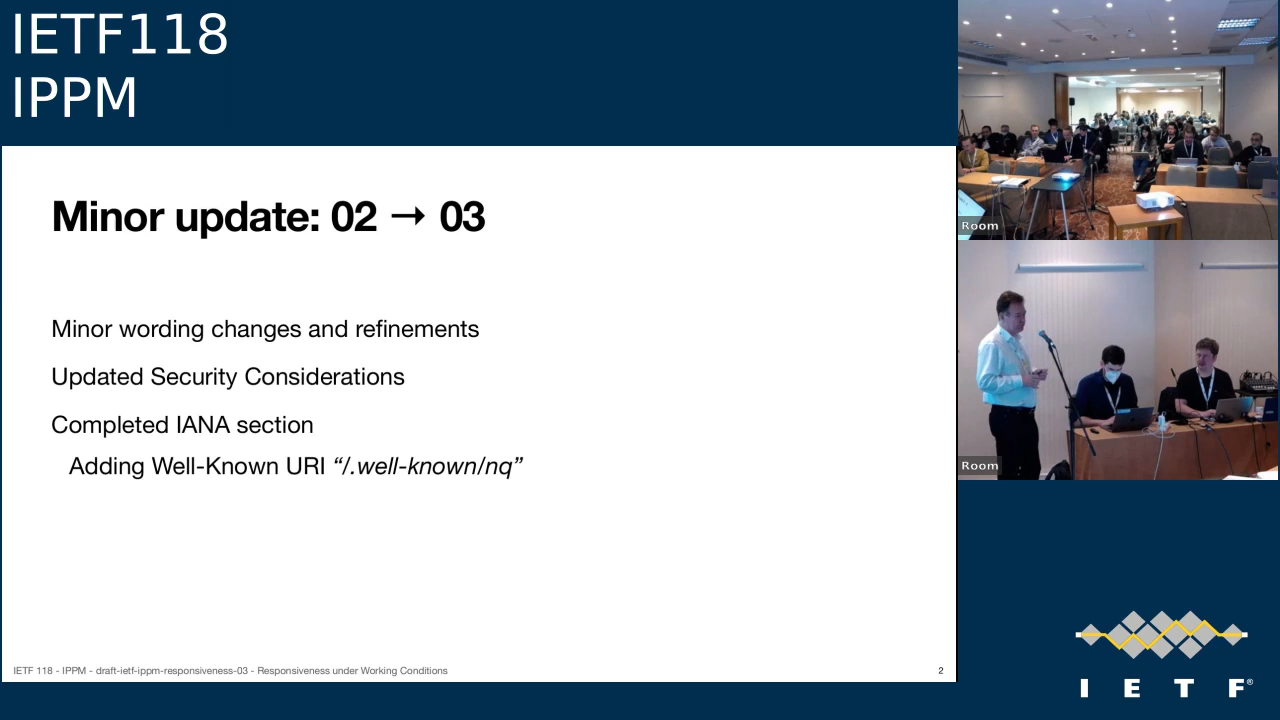 IETF118
IPPM
Minor update: 02 → 03
Minor wording changes and refinements
Updated Security Considerations
Completed IANA section
Adding Well-Known URI “/.well-known/nq”
IETF 118 - IPPM - draft-ietf-ippm-responsiveness-03 - Responsiveness under Working Conditions
2
Room
Room
I E T F®